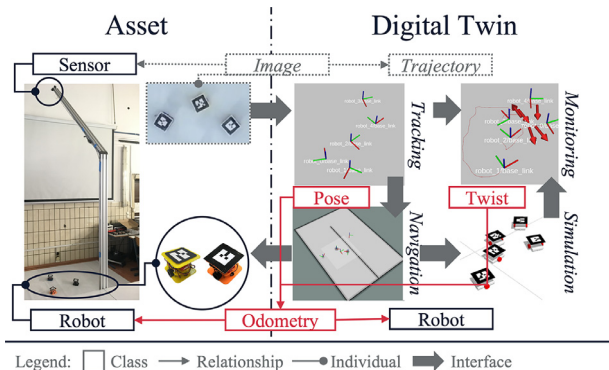 Asset
Digital Twin
Sensor
Image
Trajectory
Tracking
Monitoring
Pose
Twist
Navigation
Simulation
Robot
Odometry
Robot
Legend:
Class
Relationship
Individual
Interface